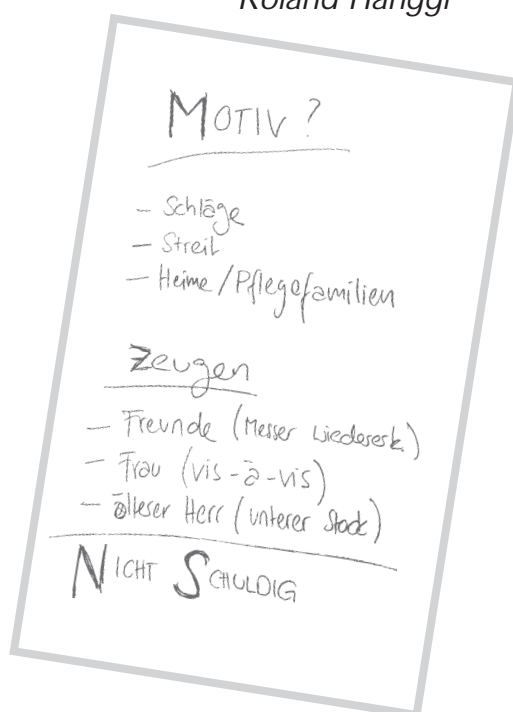 Roland Hänggi
MOTIV ?
- Schläge
- Streit
- Heime / Pflegefamilien
Zeugen
- Freunde (Messer wiedererk.)
- Frau (vis-à-vis)
- älterer Herr (unterer Stock)
NICHT SCHULDIG